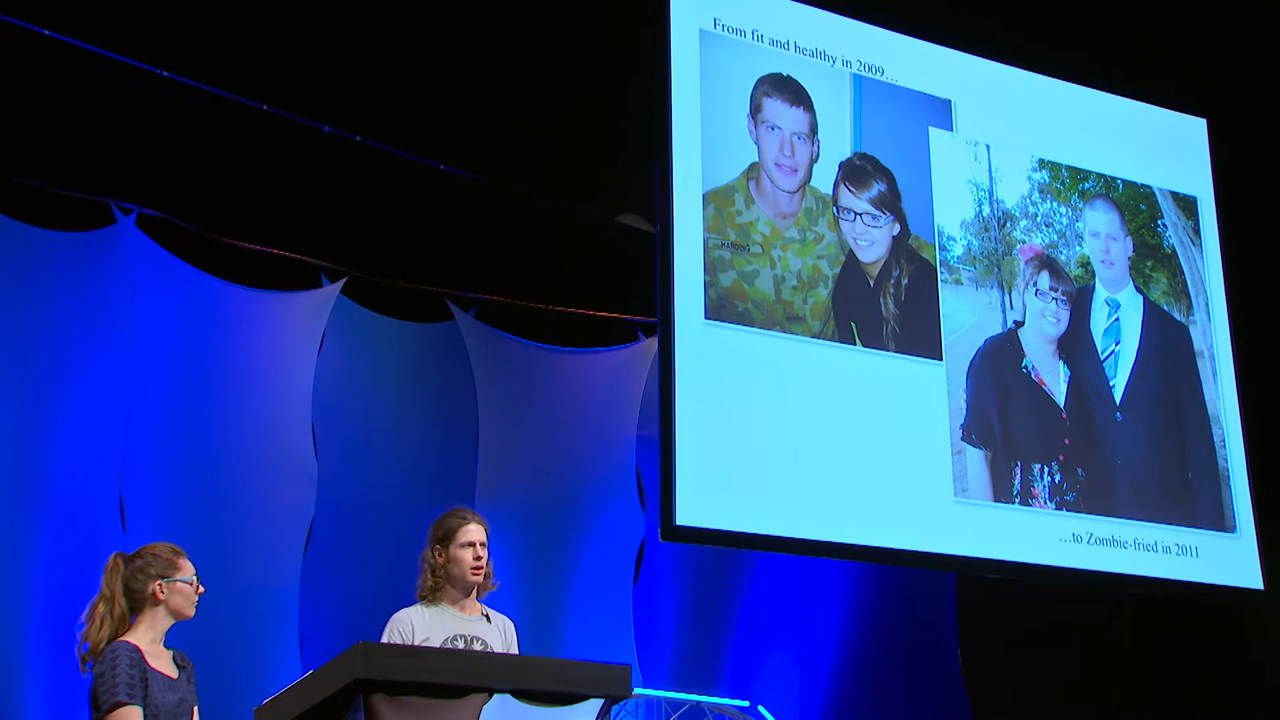 From fit and healthy in 2009…
HARDING
…to Zombie-fried in 2011